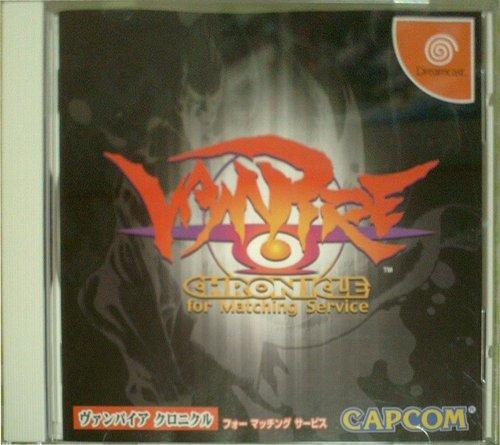 Dreamcast
VAMPIRE
TM
CHRONICLE
for Matching Service
ヴァンパイア クロニクル フォー マッチング サービス
CAPCOM®